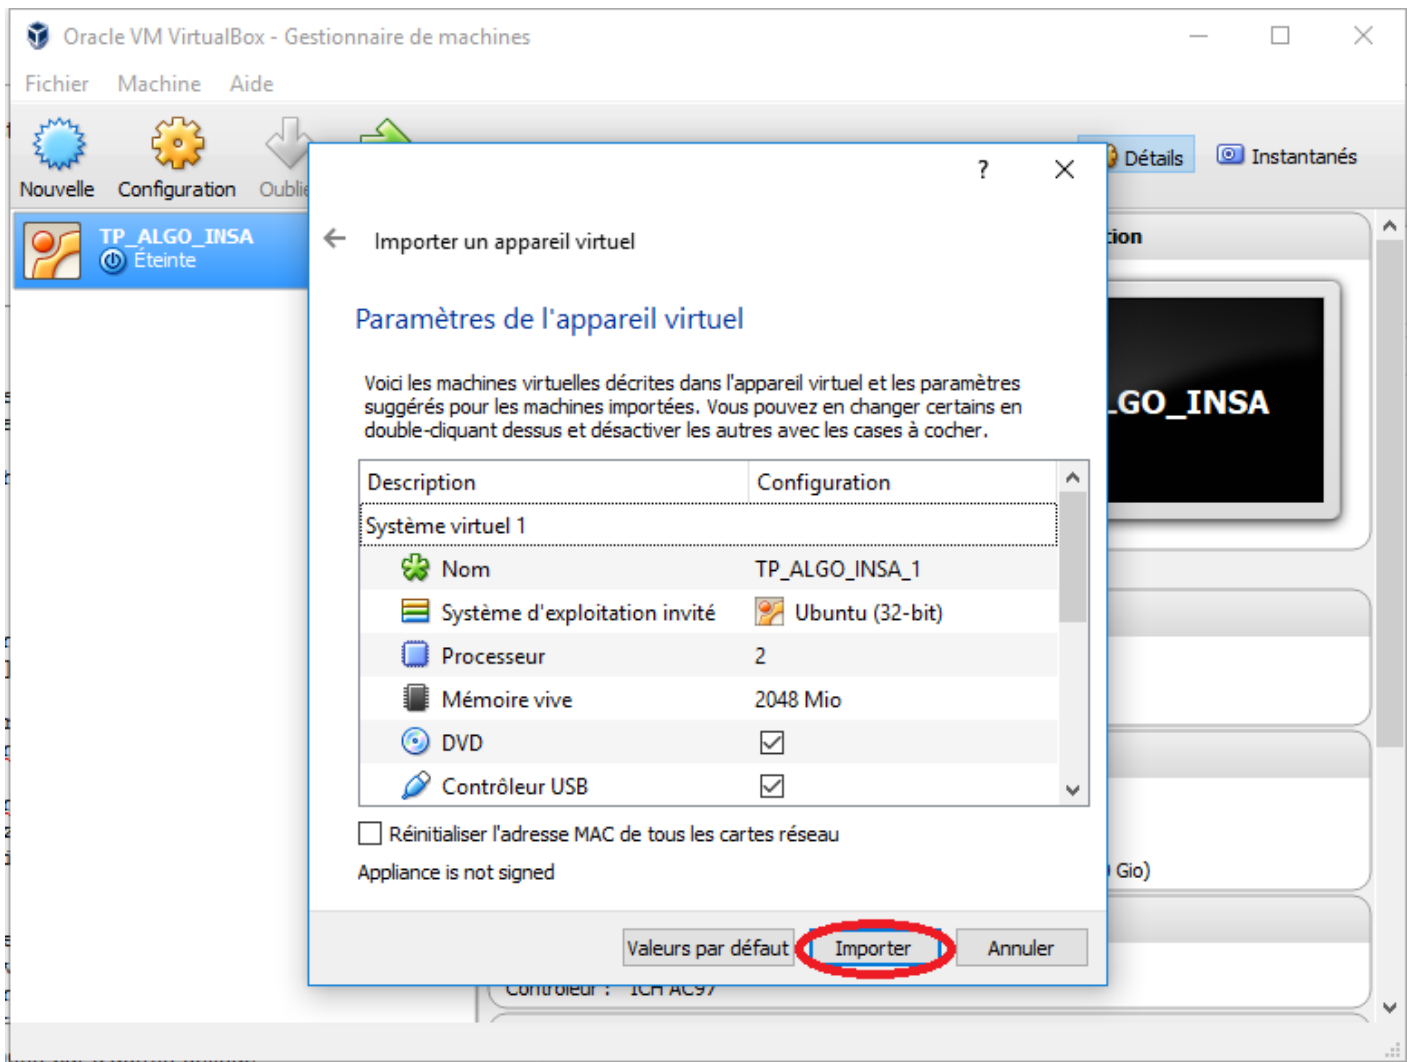 Oracle VM VirtualBox - Gestionnaire de machines
Fichier Machine Aide
Nouvelle Configuration Détails Instantanés
TP_ALGO_INSA
Éteinte
?
Importer un appareil virtuel
Paramètres de l'appareil virtuel
Voici les machines virtuelles décrites dans l'appareil virtuel et les paramètres
suggérés pour les machines importées. Vous pouvez en changer certains en
double-cliquant dessus et désactiver les autres avec les cases à cocher.
Description Configuration
Système virtuel 1
Nom TP_ALGO_INSA_1
Système d'exploitation invité Ubuntu (32-bit)
Processeur 2
Mémoire vive 2048 Mio
DVD
Contrôleur USB
Réinitialiser l'adresse MAC de tous les cartes réseau
Appliance is not signed
Valeurs par défaut Importer Annuler
tion
LGO_INSA
Gio)
Contrôleur : ICH AC97